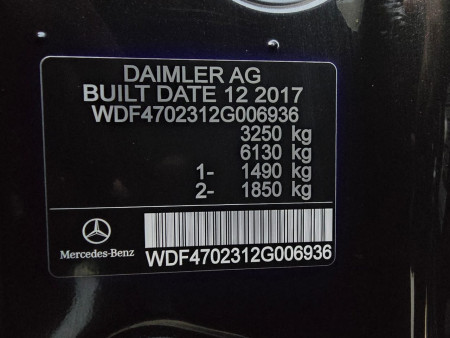 DAIMLER AG
BUILT DATE 12 2017
WDF4702312G006936
3250 kg
6130 kg
1- 1490 kg
2- 1850 kg
Mercedes-Benz
WDF4702312G006936